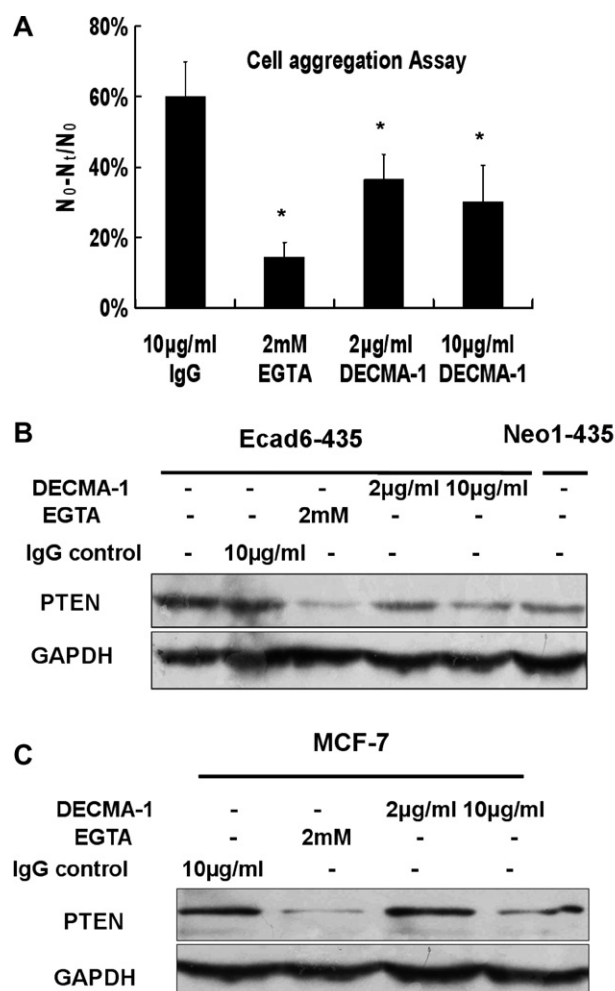 A
80%
60%
40%
20%
0%
N0-Nt/N0
Cell aggregation Assay
*
*
*
10µg/ml IgG
2mM EGTA
2µg/ml DECMA-1
10µg/ml DECMA-1
B
Ecad6-435 Neo1-435
DECMA-1 - - - 2µg/ml 10µg/ml -
EGTA - - 2mM - - -
IgG control - 10µg/ml - - - -
PTEN
GAPDH
C
MCF-7
DECMA-1 - - 2µg/ml 10µg/ml
EGTA - 2mM - -
IgG control 10µg/ml - - -
PTEN
GAPDH